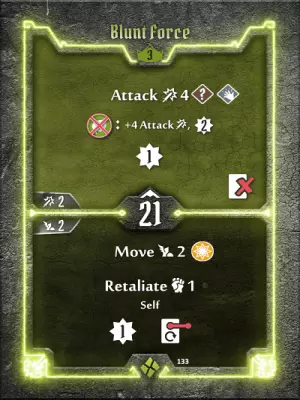 Blunt Force
3
Attack 4 ?
: +4 Attack , 2
1
2
21
2
Move 2
Retaliate 1
Self
1
133